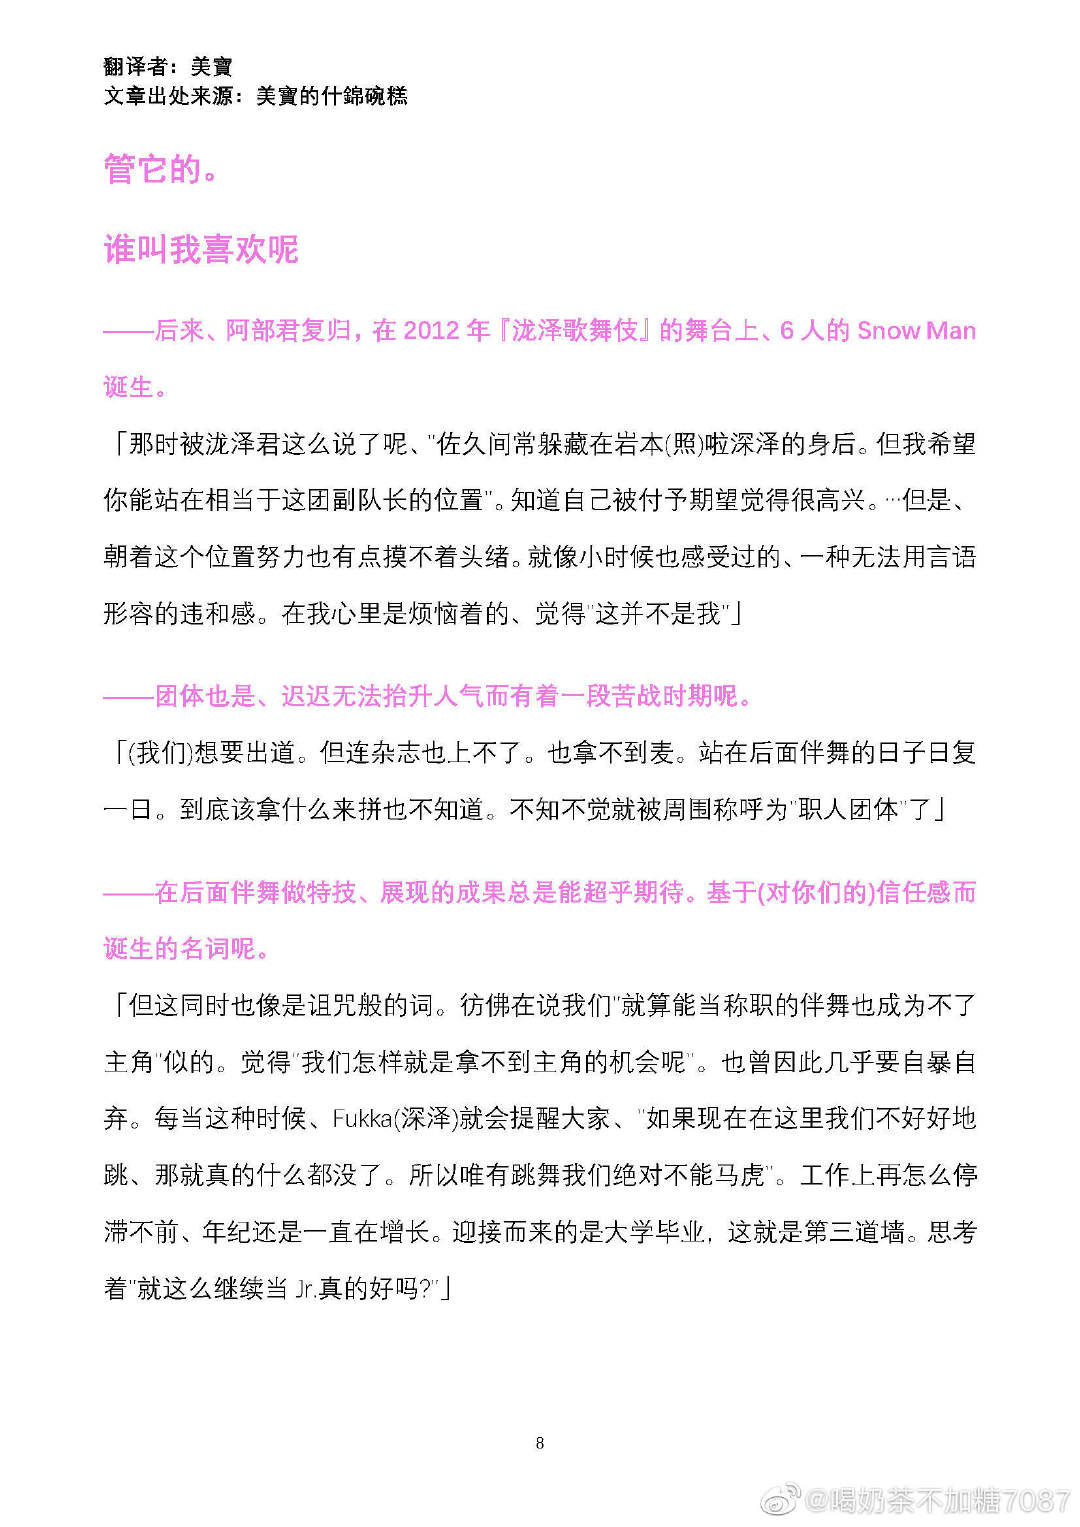 翻译者：美寶
文章出处来源：美寶的什錦碗糕
管它的。
谁叫我喜欢呢
——后来、阿部君复归，在 2012 年『泷泽歌舞伎』的舞台上、6 人的 Snow Man
诞生。
「那时被泷泽君这么说了呢、"佐久间常躲藏在岩本(照)啦深泽的身后。但我希望
你能站在相当于这团副队长的位置"。知道自己被付予期望觉得很高兴。…但是、
朝着这个位置努力也有点摸不着头绪。就像小时候也感受过的、一种无法用言语
形容的违和感。在我心里是烦恼着的、觉得"这并不是我"」
——团体也是、迟迟无法抬升人气而有着一段苦战时期呢。
「(我们)想要出道。但连杂志也上不了。也拿不到麦。站在后面伴舞的日子日复
一日。到底该拿什么来拼也不知道。不知不觉就被周围称呼为"职人团体"了」
——在后面伴舞做特技、展现的成果总是能超乎期待。基于(对你们的)信任感而
诞生的名词呢。
「但这同时也像是诅咒般的词。彷佛在说我们"就算能当称职的伴舞也成为不了
主角"似的。觉得"我们怎样就是拿不到主角的机会呢"。也曾因此几乎要自暴自
弃。每当这种时候、Fukka(深泽)就会提醒大家、"如果现在在这里我们不好好地
跳、那就真的什么都没了。所以唯有跳舞我们绝对不能马虎"。工作上再怎么停
滞不前、年纪还是一直在增长。迎接而来的是大学毕业，这就是第三道墙。思考
着"就这么继续当 Jr.真的好吗?"」
8
@喝奶茶不加糖7087